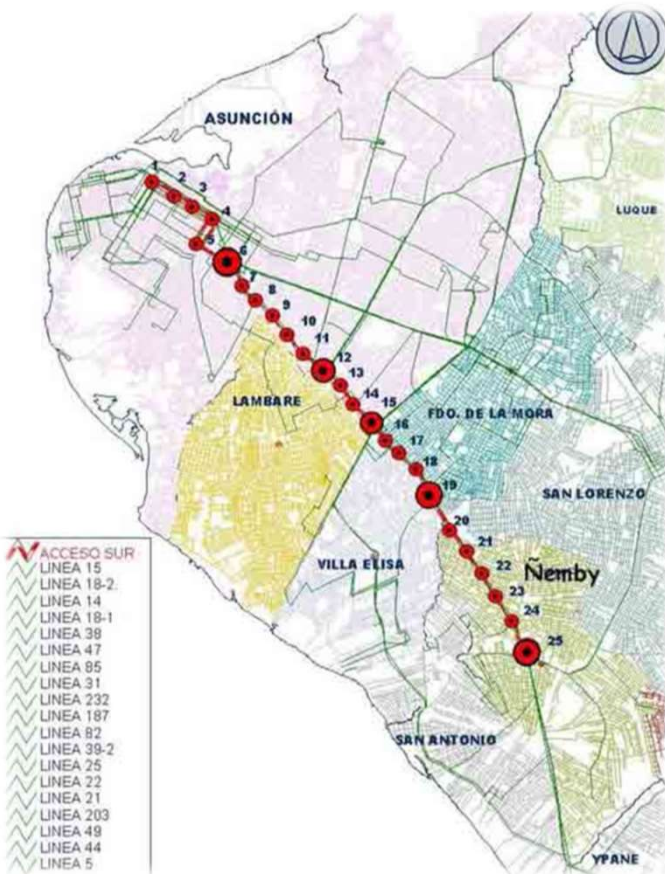 ASUNCIÓN
LUQUE
1
2
3
4
5
6
7
8
9
10
11
12
13
14
15
16
17
18
19
20
21
22
23
24
25
LAMBARE
FDO. DE LA MORA
SAN LORENZO
VILLA ELISA
Ñemby
SAN ANTONIO
YPANE
ACCESO SUR
LINEA 15
LINEA 18-2
LINEA 14
LINEA 18-1
LINEA 38
LINEA 47
LINEA 85
LINEA 31
LINEA 232
LINEA 187
LINEA 82
LINEA 39-2
LINEA 25
LINEA 22
LINEA 21
LINEA 203
LINEA 49
LINEA 44
LINEA 5